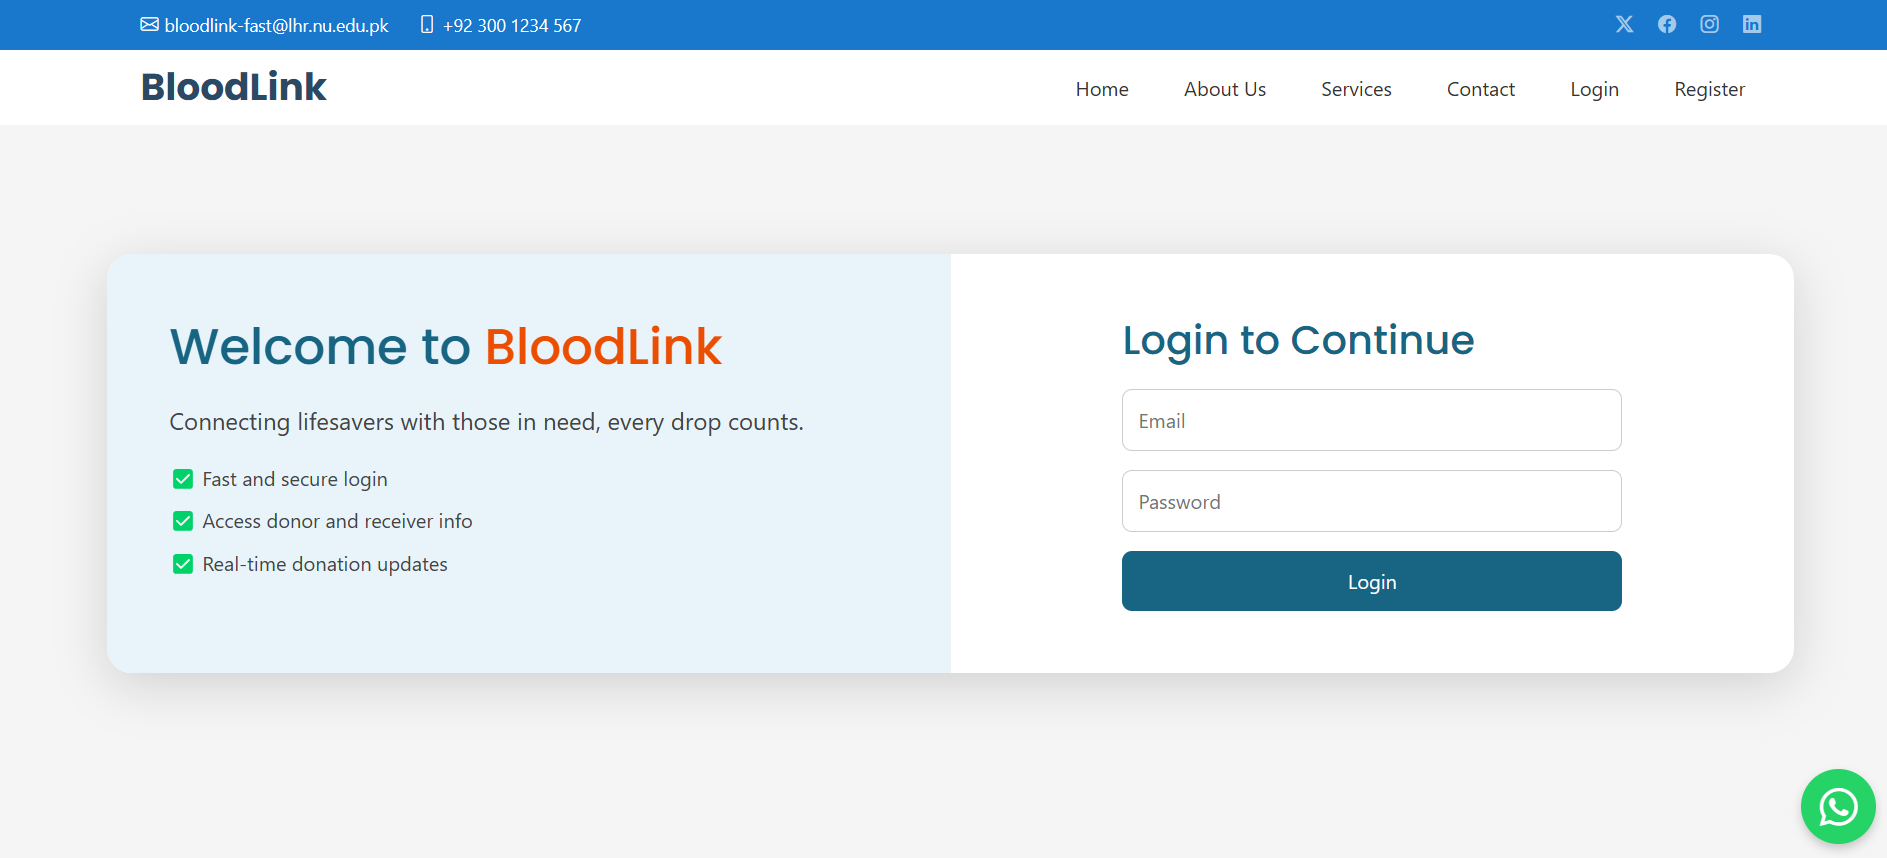 bloodlink-fast@lhr.nu.edu.pk +92 300 1234 567
BloodLink
Home About Us Services Contact Login Register
Welcome to BloodLink
Connecting lifesavers with those in need, every drop counts.
Fast and secure login
Access donor and receiver info
Real-time donation updates
Login to Continue
Email
Password
Login